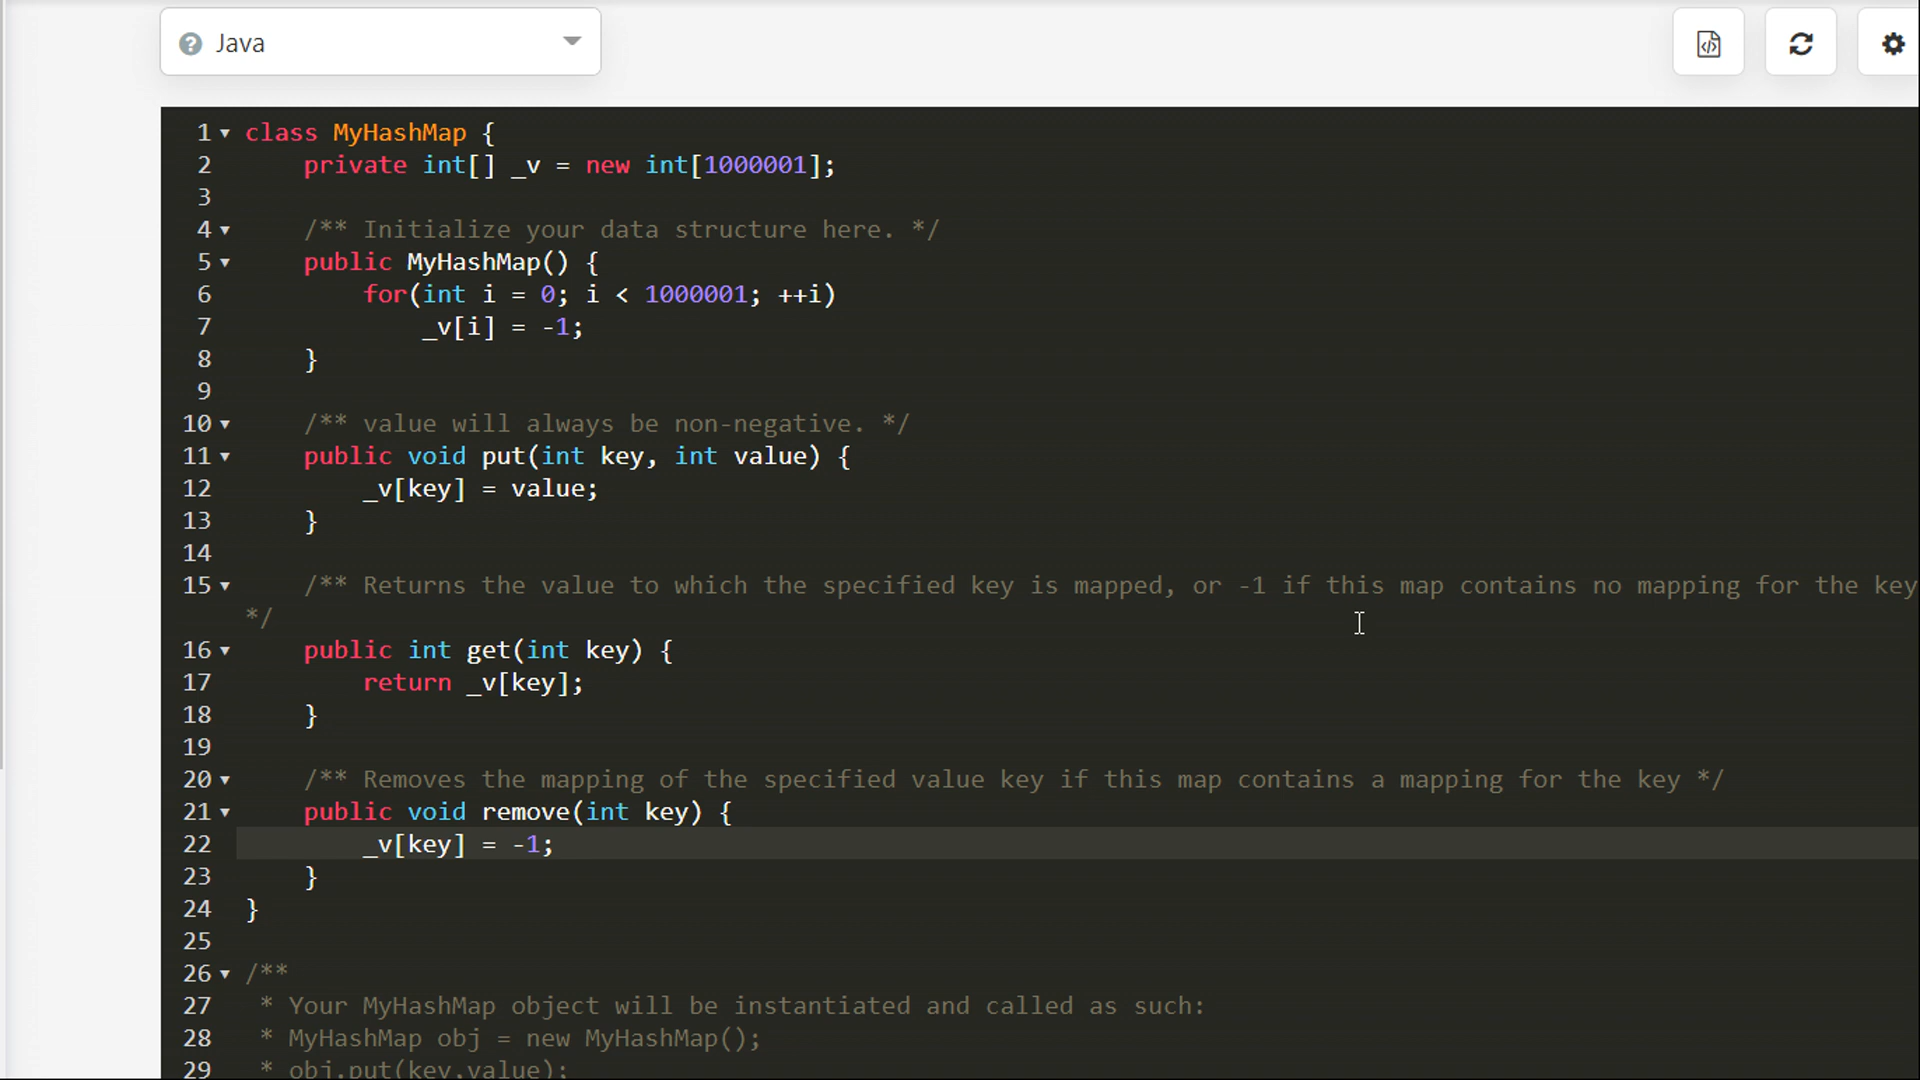 Java
1 class MyHashMap {
2     private int[] _v = new int[1000001];
3
4     /** Initialize your data structure here. */
5     public MyHashMap() {
6         for(int i = 0; i < 1000001; ++i)
7             _v[i] = -1;
8     }
9
10     /** value will always be non-negative. */
11     public void put(int key, int value) {
12         _v[key] = value;
13     }
14
15     /** Returns the value to which the specified key is mapped, or -1 if this map contains no mapping for the key
*/
16     public int get(int key) {
17         return _v[key];
18     }
19
20     /** Removes the mapping of the specified value key if this map contains a mapping for the key */
21     public void remove(int key) {
22         _v[key] = -1;
23     }
24 }
25
26 /**
27  * Your MyHashMap object will be instantiated and called as such:
28  * MyHashMap obj = new MyHashMap();
29  * obj.put(key,value);